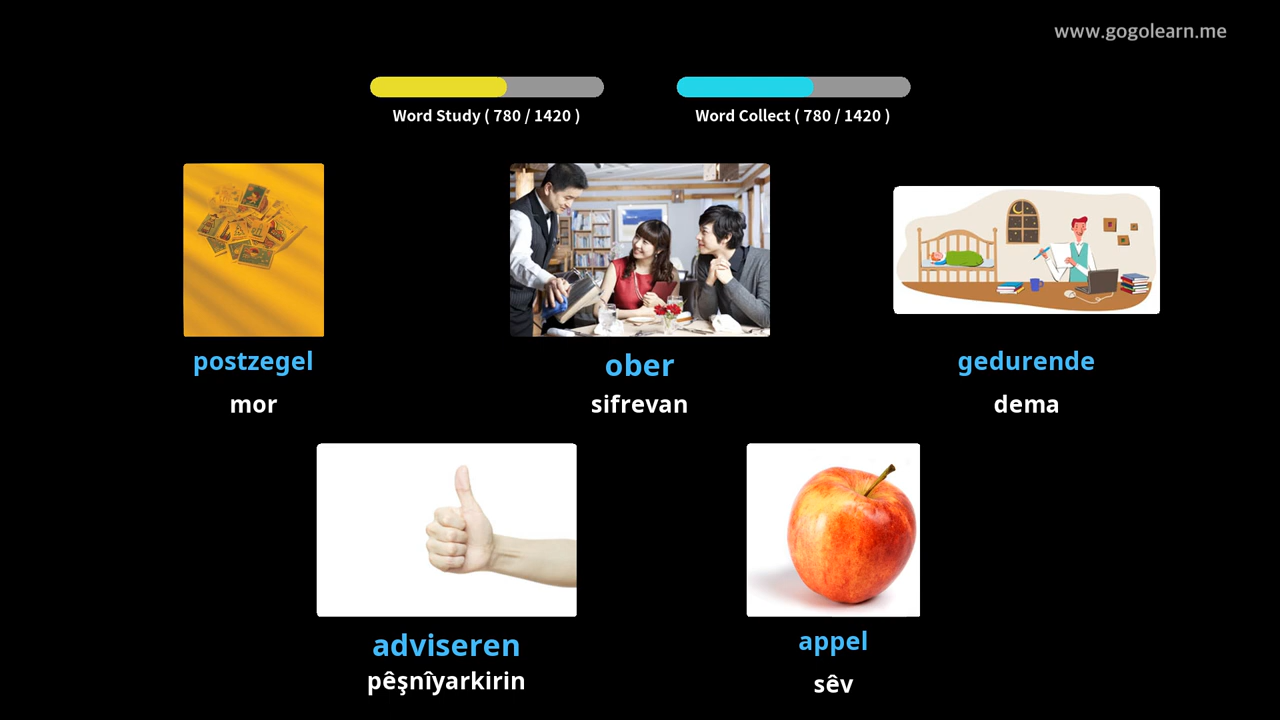 www.gogolearn.me
Word Study ( 780 / 1420 )
Word Collect ( 780 / 1420 )
postzegel
ober
gedurende
mor
sifrevan
dema
adviseren
appel
pêşnîyarkirin
sêv